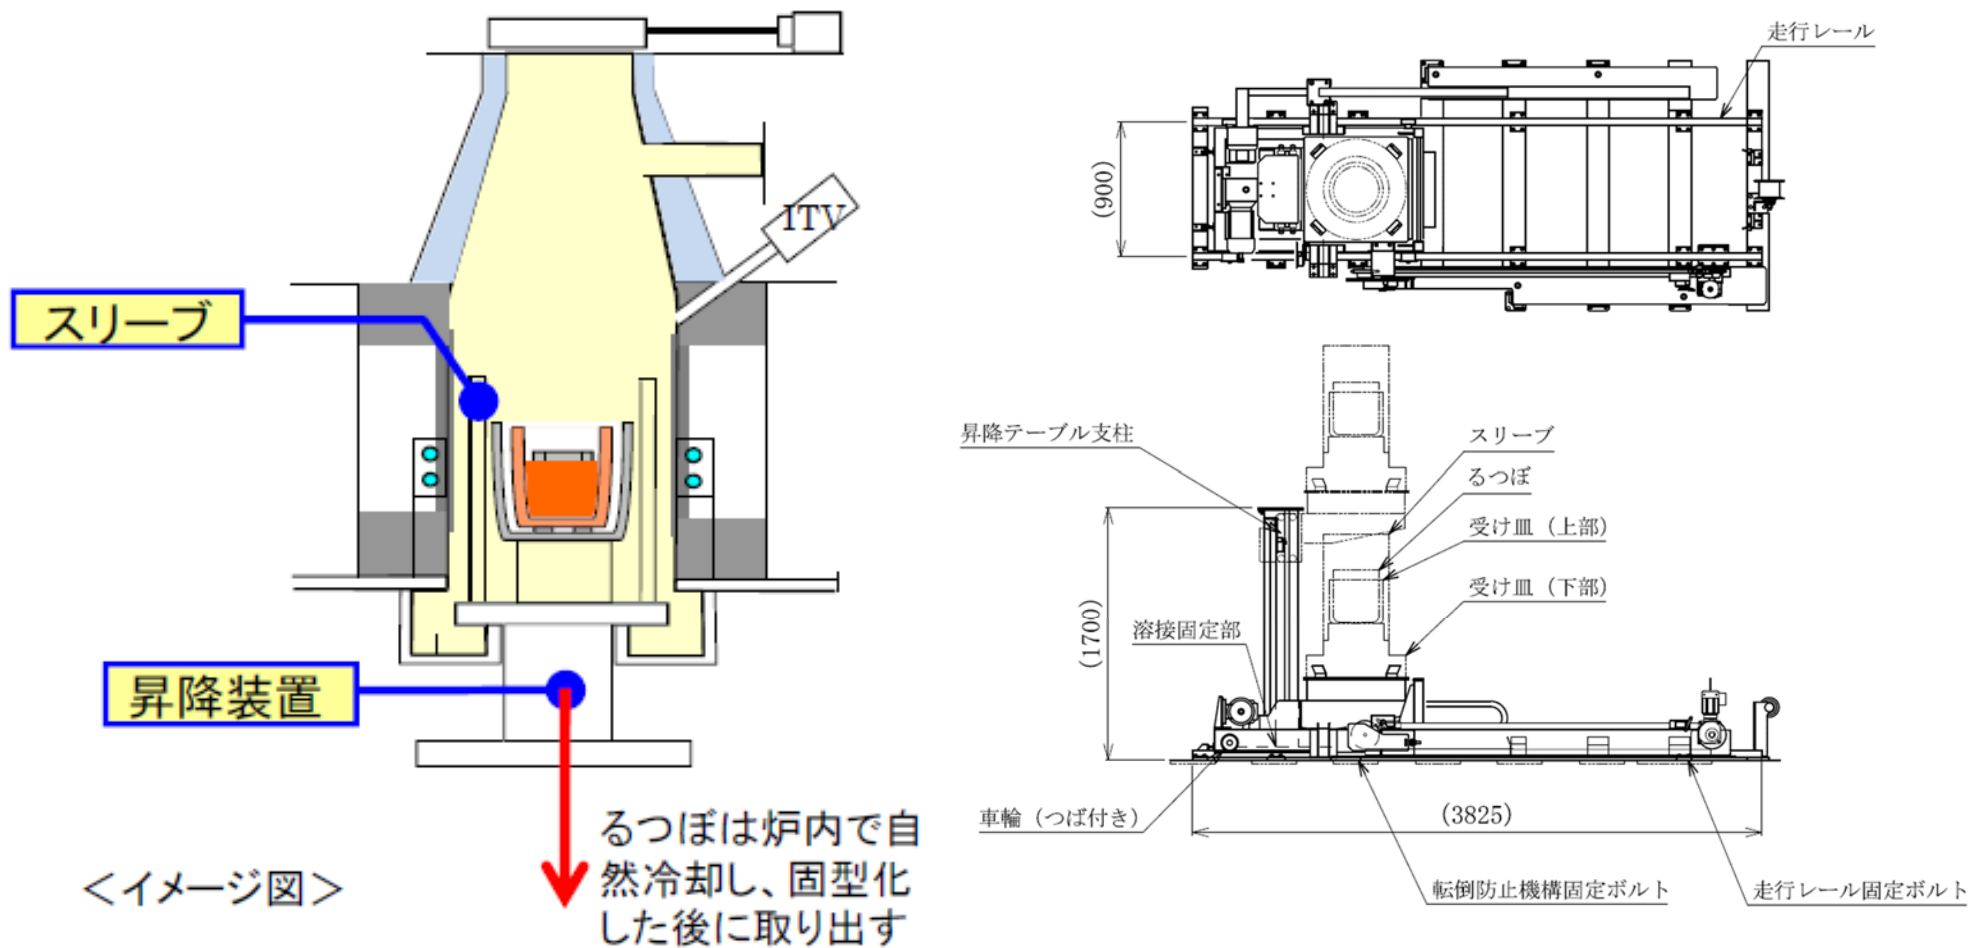 ITV
スリーブ
昇降装置
るつぼは炉内で自
然冷却し、固型化
した後に取り出す
＜イメージ図＞
走行レール
(900)
昇降テーブル支柱
スリーブ
るつぼ
受け皿（上部）
受け皿（下部）
溶接固定部
(1700)
車輪（つば付き）
(3825)
転倒防止機構固定ボルト
走行レール固定ボルト